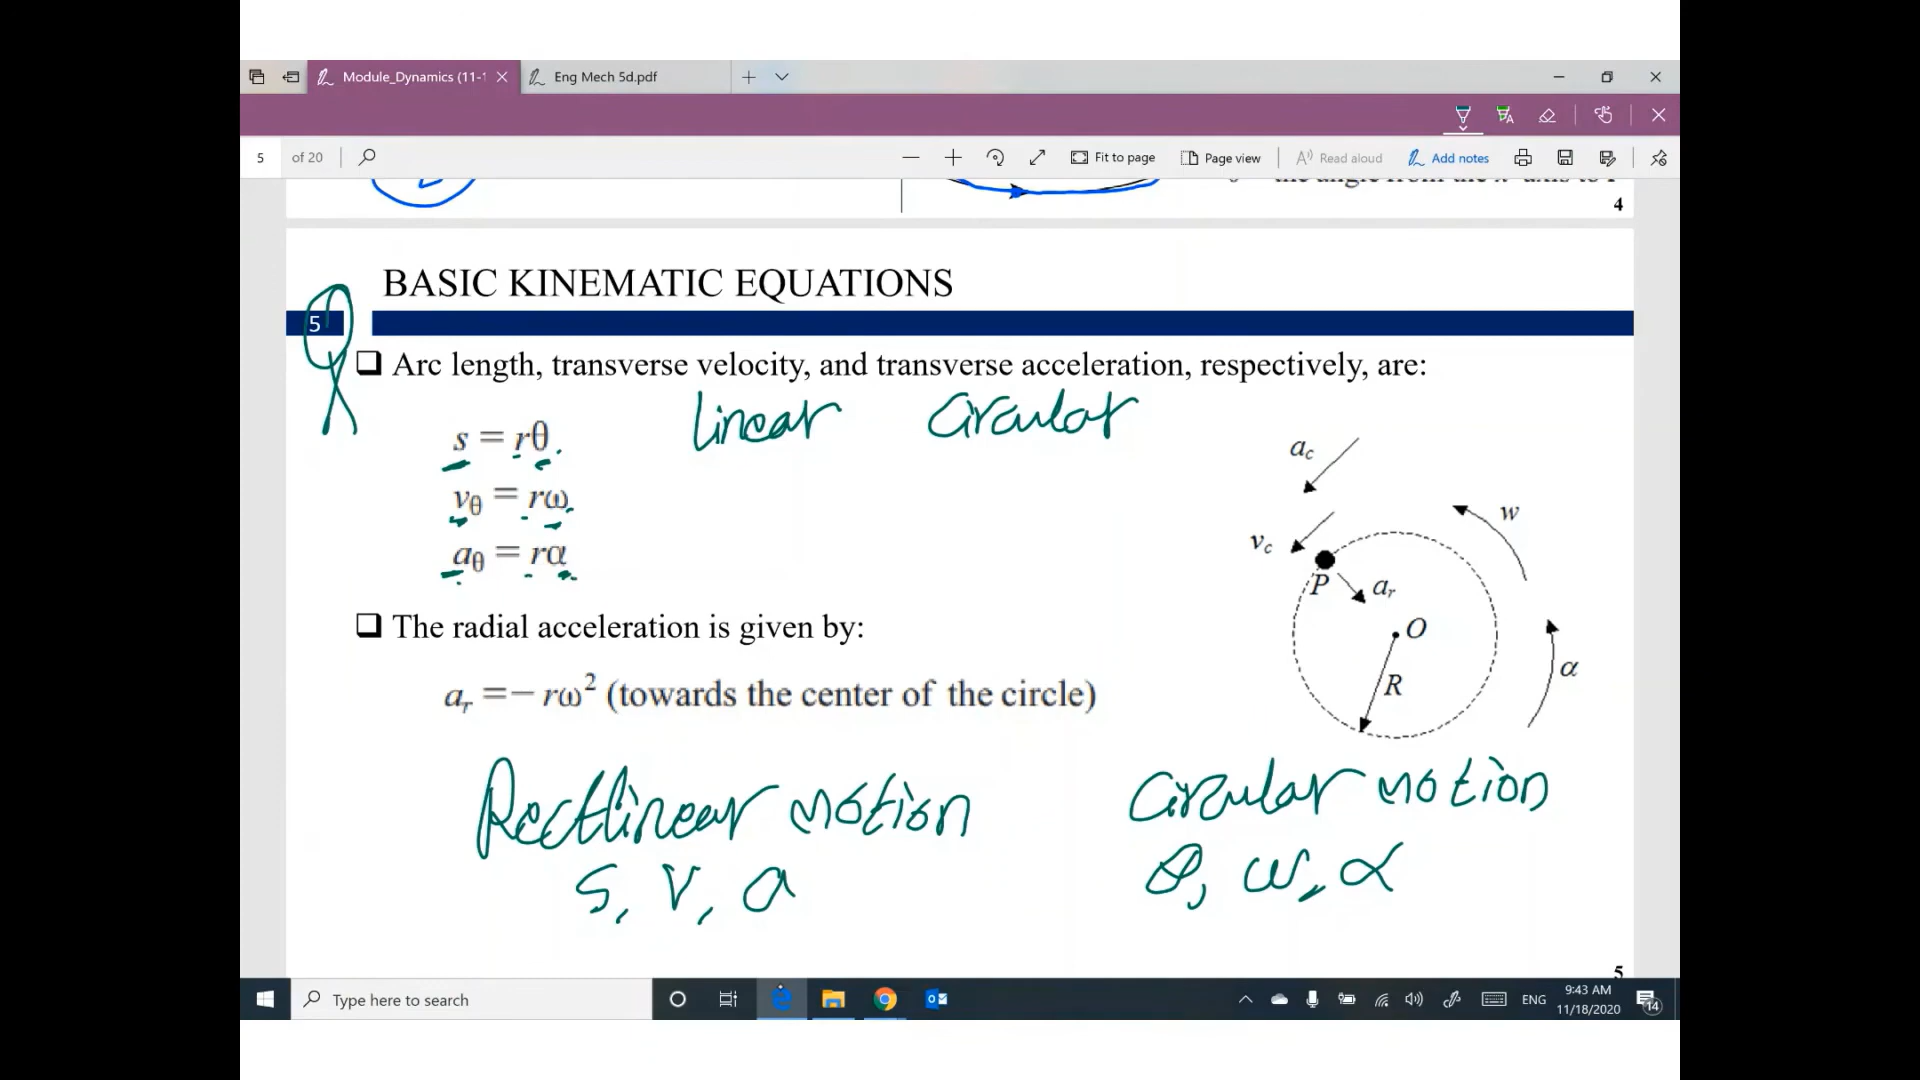 Module_Dynamics (11-1
Eng Mech 5d.pdf
5 of 20
Fit to page
Page view
Read aloud
Add notes
4
BASIC KINEMATIC EQUATIONS
5
❑ Arc length, transverse velocity, and transverse acceleration, respectively, are:
Linear Circular
s = rθ
vθ = rω
aθ = rα
ac
w
vc
P
ar
O
R
α
❑ The radial acceleration is given by:
ar = − rω² (towards the center of the circle)
Rectlinear motion
Circular motion
s, v, a
θ, ω, α
5
Type here to search
ENG
9:43 AM
11/18/2020
14